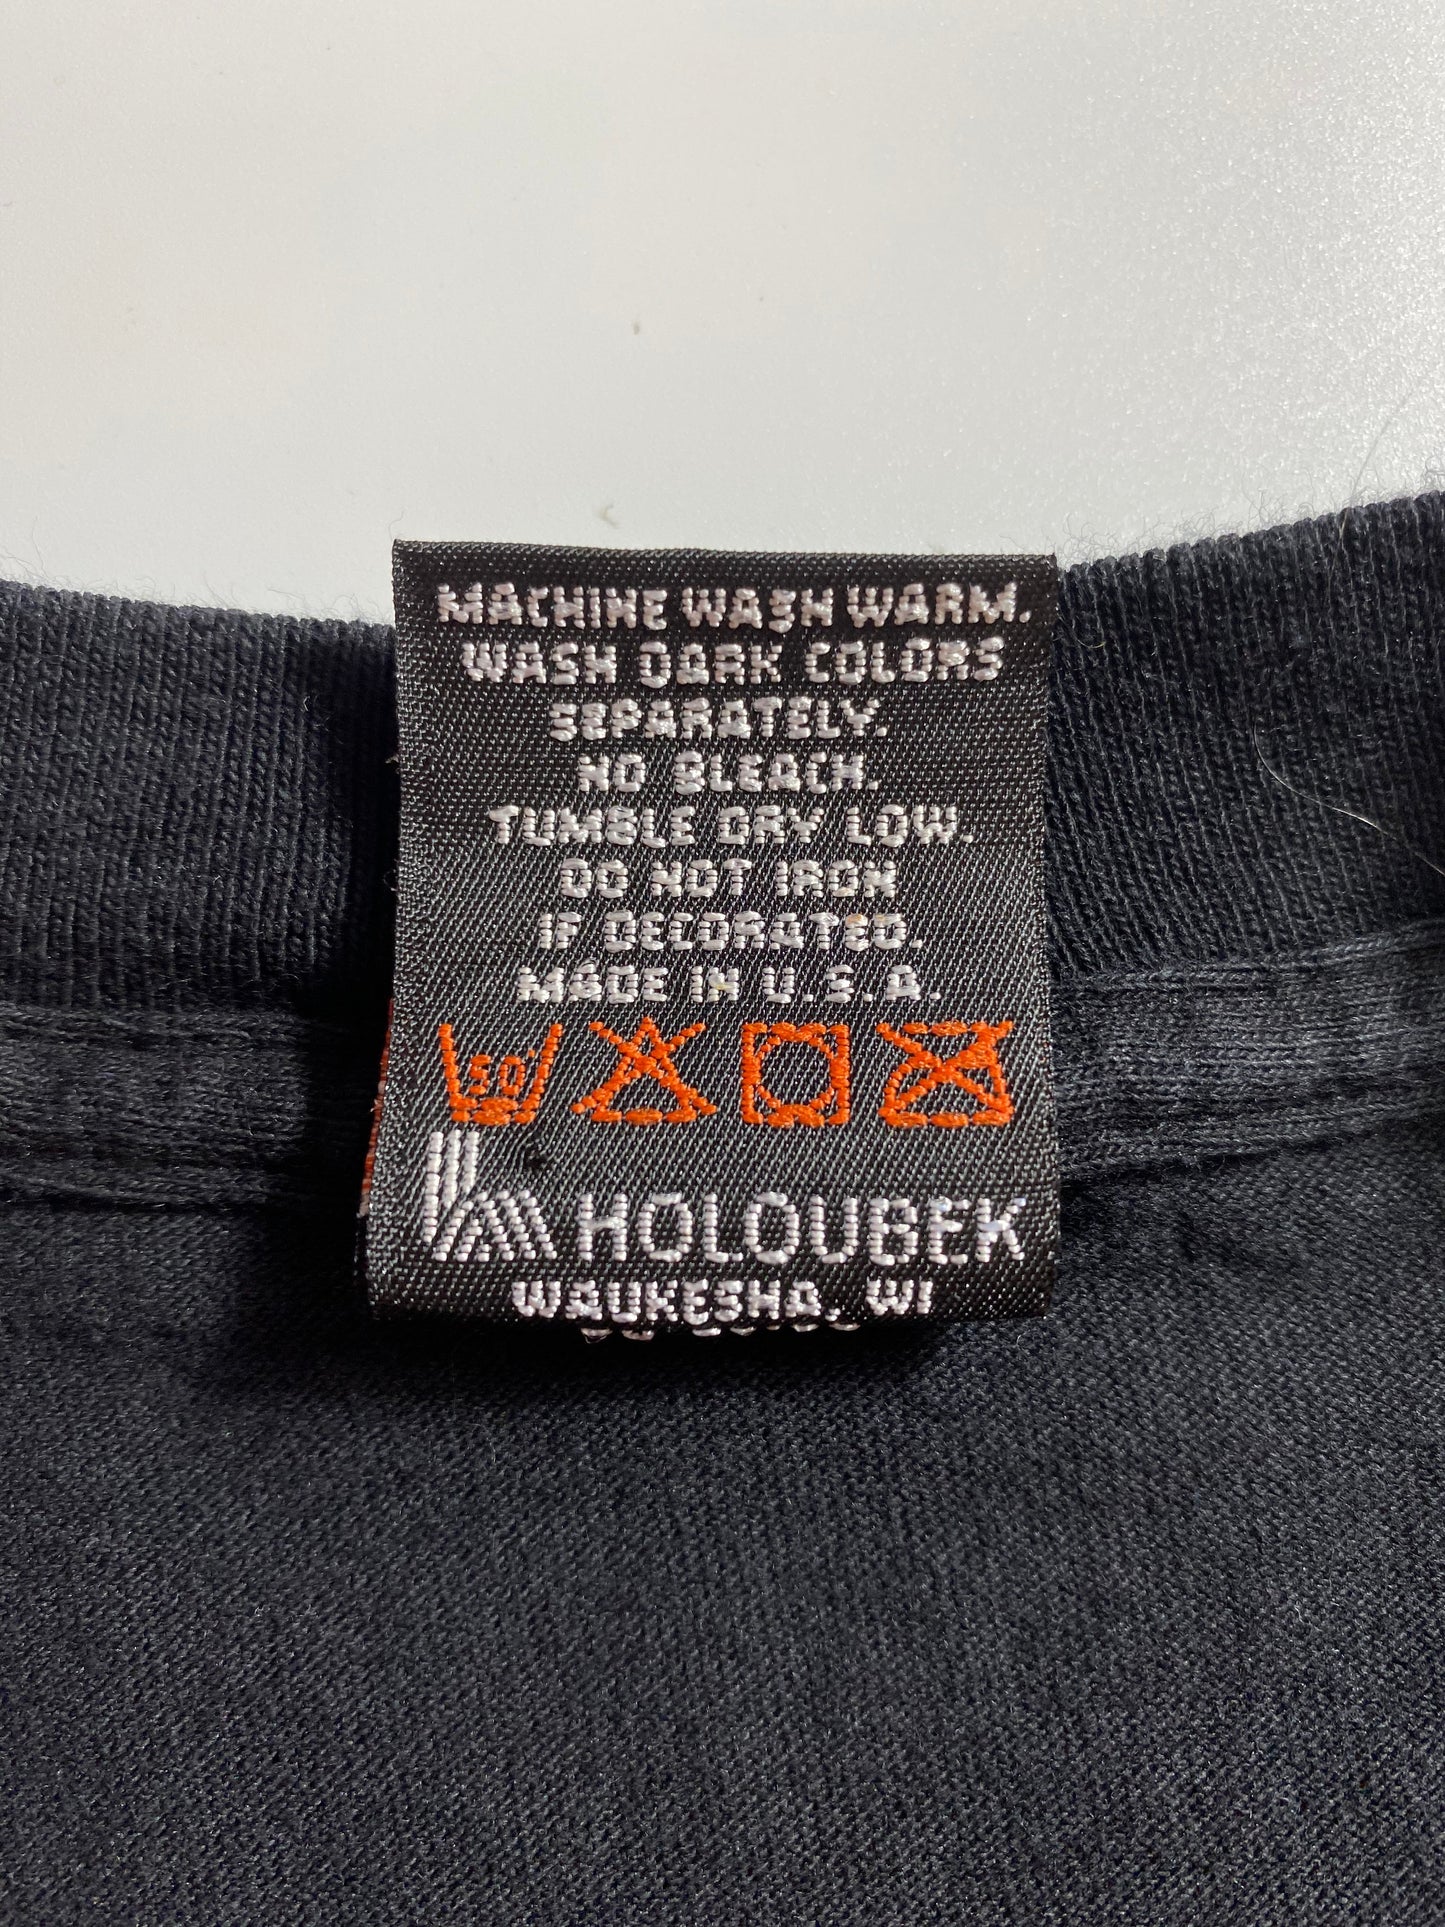 MACHINE WASH WARM.
WASH DARK COLORS
SEPARATELY.
NO BLEACH.
TUMBLE DRY LOW.
DO NOT IRON
IF DECORATED.
MADE IN U.S.A.
50°
HOLOUBEK
WAUKESHA, WI